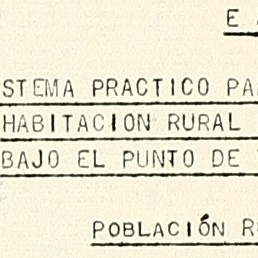 E
STEMA PRACTICO PA
HABITACION RURAL
BAJO EL PUNTO DE
POBLACIÓN R